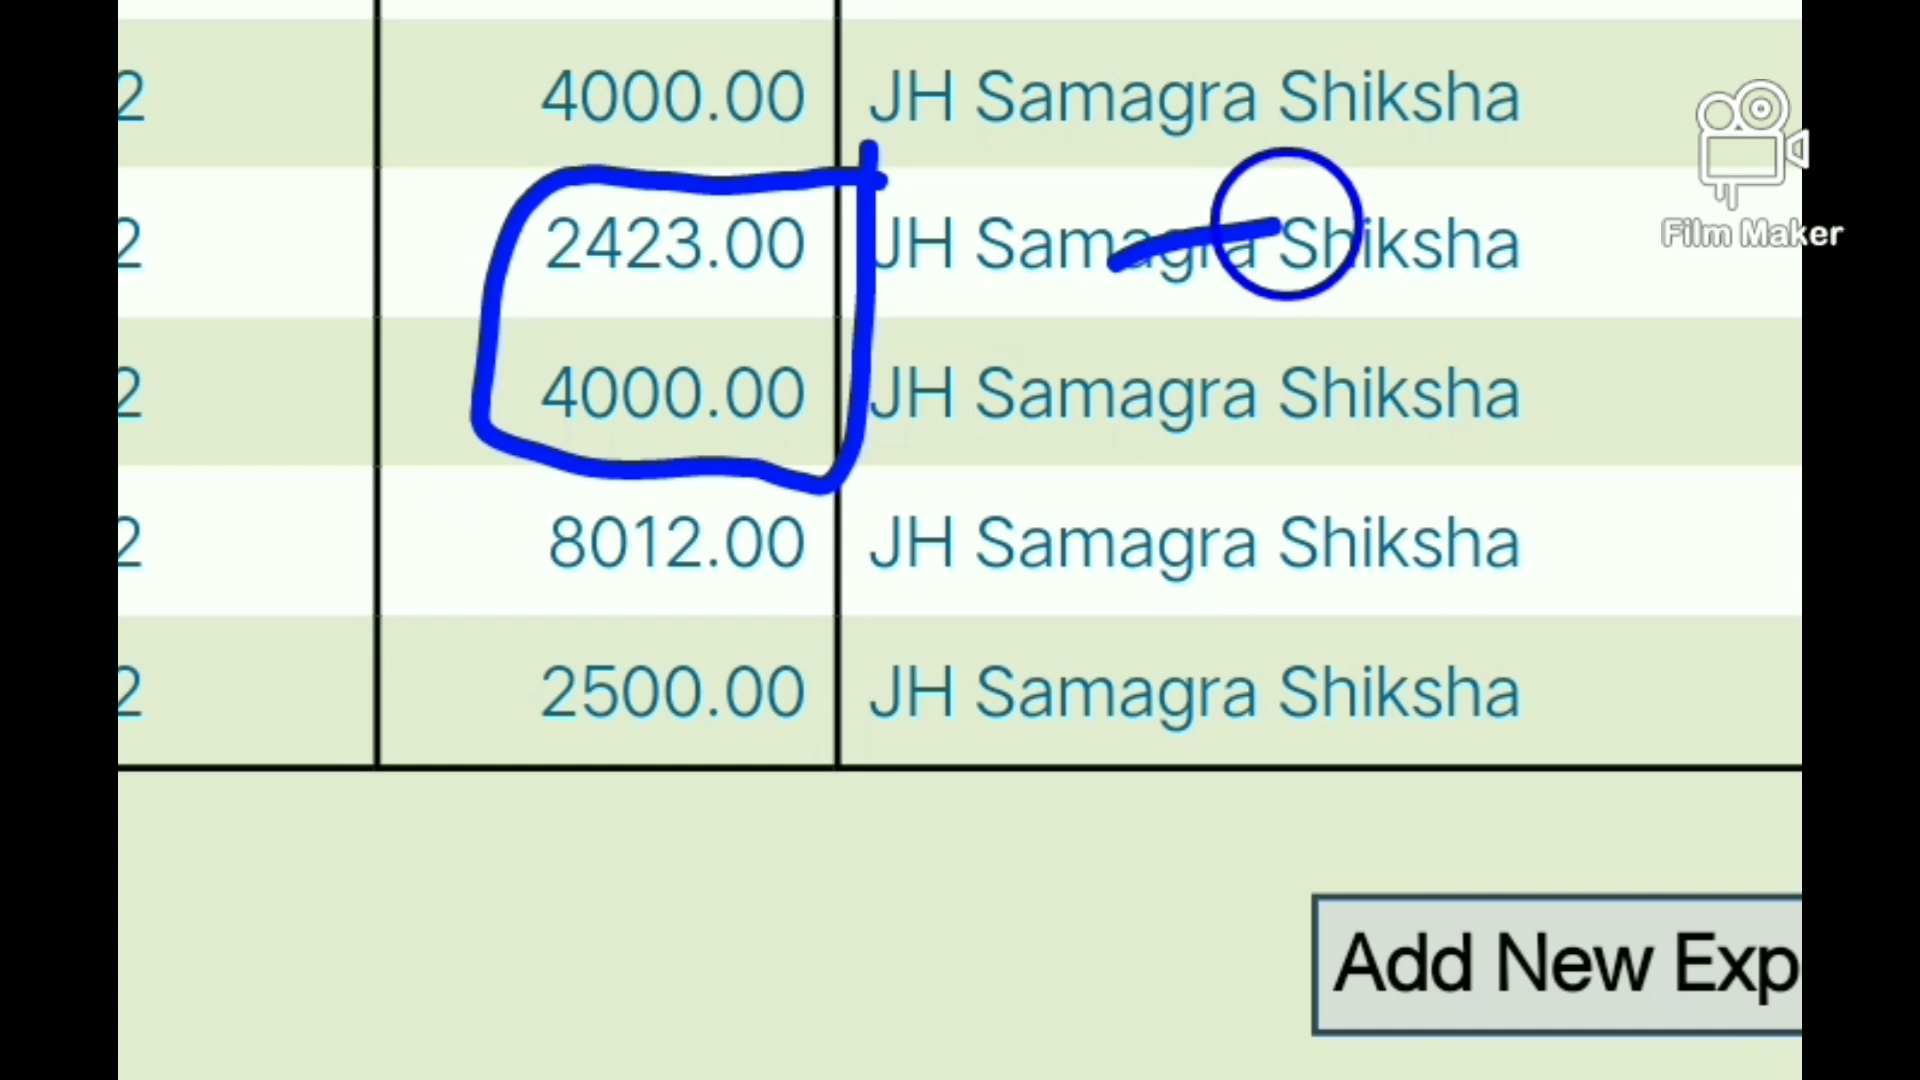 2 4000.00 JH Samagra Shiksha
Film Maker
2 2423.00 JH Samagra Shiksha
2 4000.00 JH Samagra Shiksha
2 8012.00 JH Samagra Shiksha
2 2500.00 JH Samagra Shiksha
Add New Exp